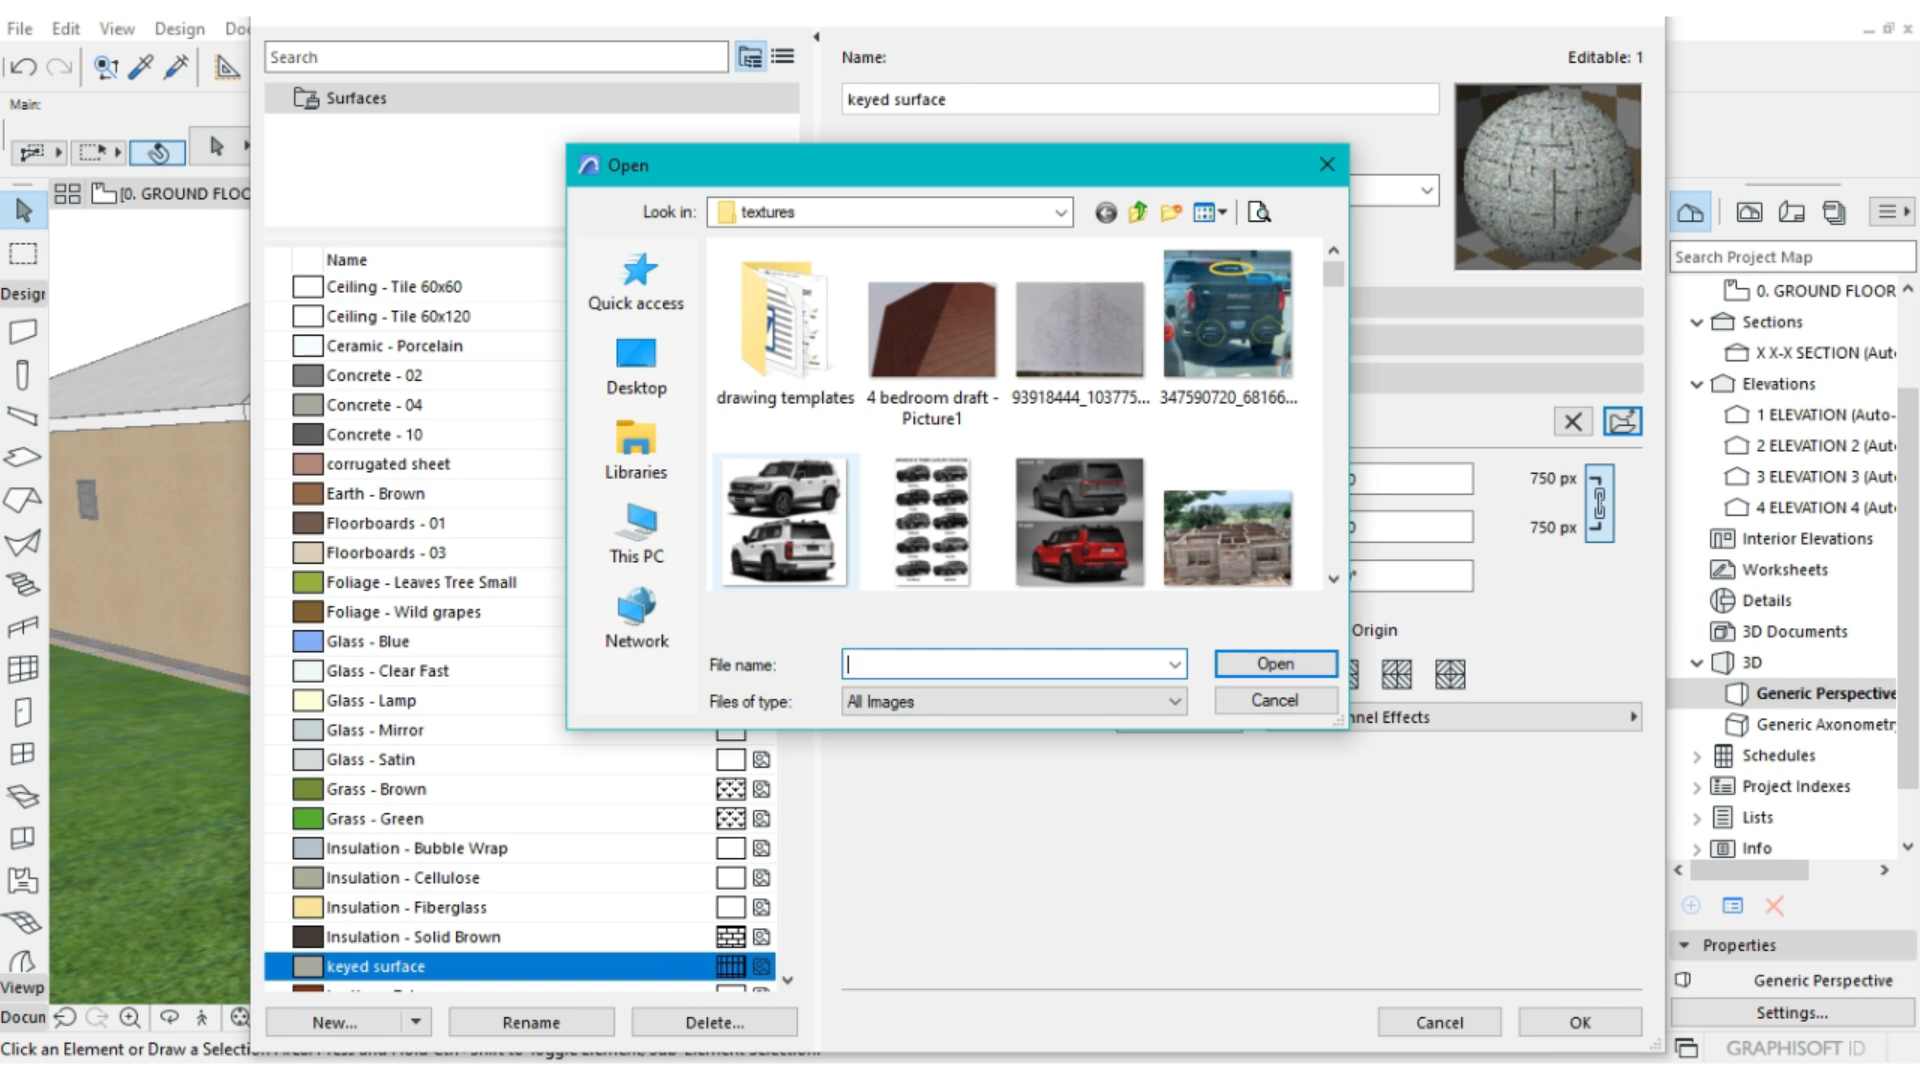 File Edit View Design Doc
Search
Name:
Editable: 1
Surfaces
keyed surface
Main:
Open
[0. GROUND FLOO
Look in: textures
Search Project Map
Desigr
Name
Quick access
Ceiling - Tile 60x60
Ceiling - Tile 60x120
Ceramic - Porcelain
Concrete - 02
Concrete - 04
Concrete - 10
corrugated sheet
Earth - Brown
Floorboards - 01
Floorboards - 03
Foliage - Leaves Tree Small
Foliage - Wild grapes
Glass - Blue
Glass - Clear Fast
Glass - Lamp
Glass - Mirror
Glass - Satin
Grass - Brown
Grass - Green
Insulation - Bubble Wrap
Insulation - Cellulose
Insulation - Fiberglass
Insulation - Solid Brown
keyed surface
Desktop
Libraries
This PC
Network
drawing templates
4 bedroom draft -
Picture1
93918444_103775...
347590720_68166...
File name:
Open
Files of type: All Images
Cancel
750 px
750 px
Origin
nnel Effects
0. GROUND FLOOR
Sections
X X-X SECTION (Aut
Elevations
1 ELEVATION (Auto-
2 ELEVATION 2 (Aut
3 ELEVATION 3 (Aut
4 ELEVATION 4 (Aut
Interior Elevations
Worksheets
Details
3D Documents
3D
Generic Perspective
Generic Axonometr
Schedules
Project Indexes
Lists
Info
Properties
Generic Perspective
Settings...
GRAPHISOFT ID
Viewp
Docun
New...
Rename
Delete...
Cancel
OK
Click an Element or Draw a Selecti